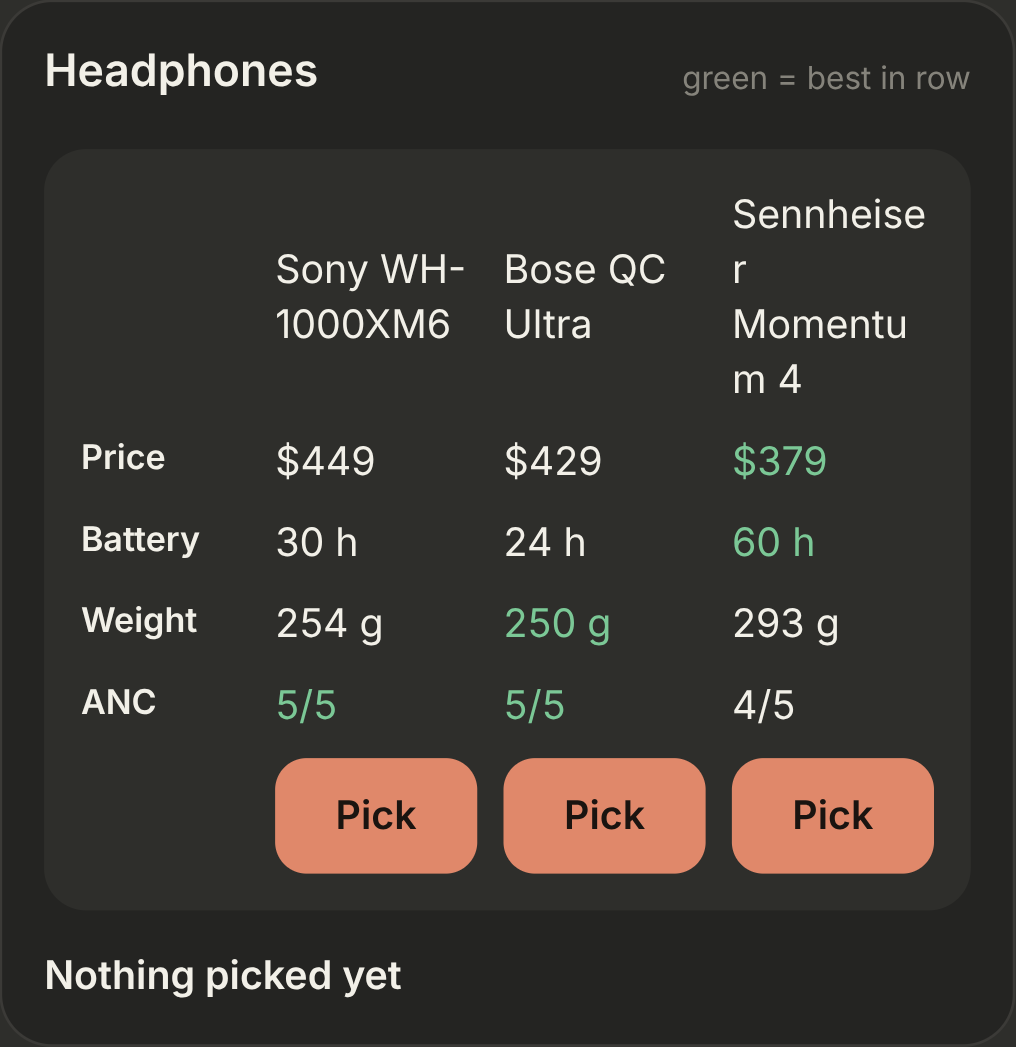 Headphones
green = best in row
Sony WH-
1000XM6
Bose QC
Ultra
Sennheise
r
Momentu
m 4
Price $449 $429 $379
Battery 30 h 24 h 60 h
Weight 254 g 250 g 293 g
ANC 5/5 5/5 4/5
Pick Pick Pick
Nothing picked yet